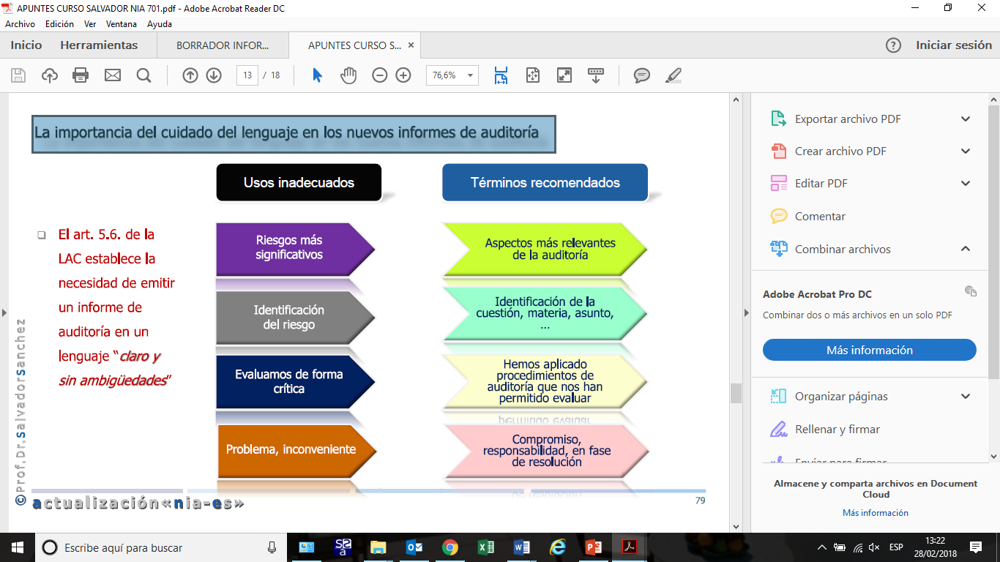 APUNTES CURSO SALVADOR NIA 701.pdf - Adobe Acrobat Reader DC
Archivo Edición Ver Ventana Ayuda
Inicio Herramientas BORRADOR INFOR... APUNTES CURSO S... × Iniciar sesión
13 / 18 76,6%
La importancia del cuidado del lenguaje en los nuevos informes de auditoría
Usos inadecuados
Términos recomendados
El art. 5.6. de la
LAC establece la
necesidad de emitir
un informe de
auditoría en un
lenguaje “claro y
sin ambigüedades”
Riesgos más
significativos
Aspectos más relevantes
de la auditoría
Identificación
del riesgo
Identificación de la
cuestión, materia, asunto,
...
Evaluamos de forma
crítica
Hemos aplicado
procedimientos de
auditoría que nos han
permitido evaluar
Problema, inconveniente
Compromiso,
responsabilidad, en fase
de resolución
© Prof.Dr.SalvadorSanchez
actualización«nia-es»
79
Exportar archivo PDF
Crear archivo PDF
Editar PDF
Comentar
Combinar archivos
Adobe Acrobat Pro DC
Combinar dos o más archivos en un solo PDF
Más información
Organizar páginas
Rellenar y firmar
Enviar para firmar
Almacene y comparta archivos en Document
Cloud
Más información
Escribe aquí para buscar
ESP
13:22
28/02/2018